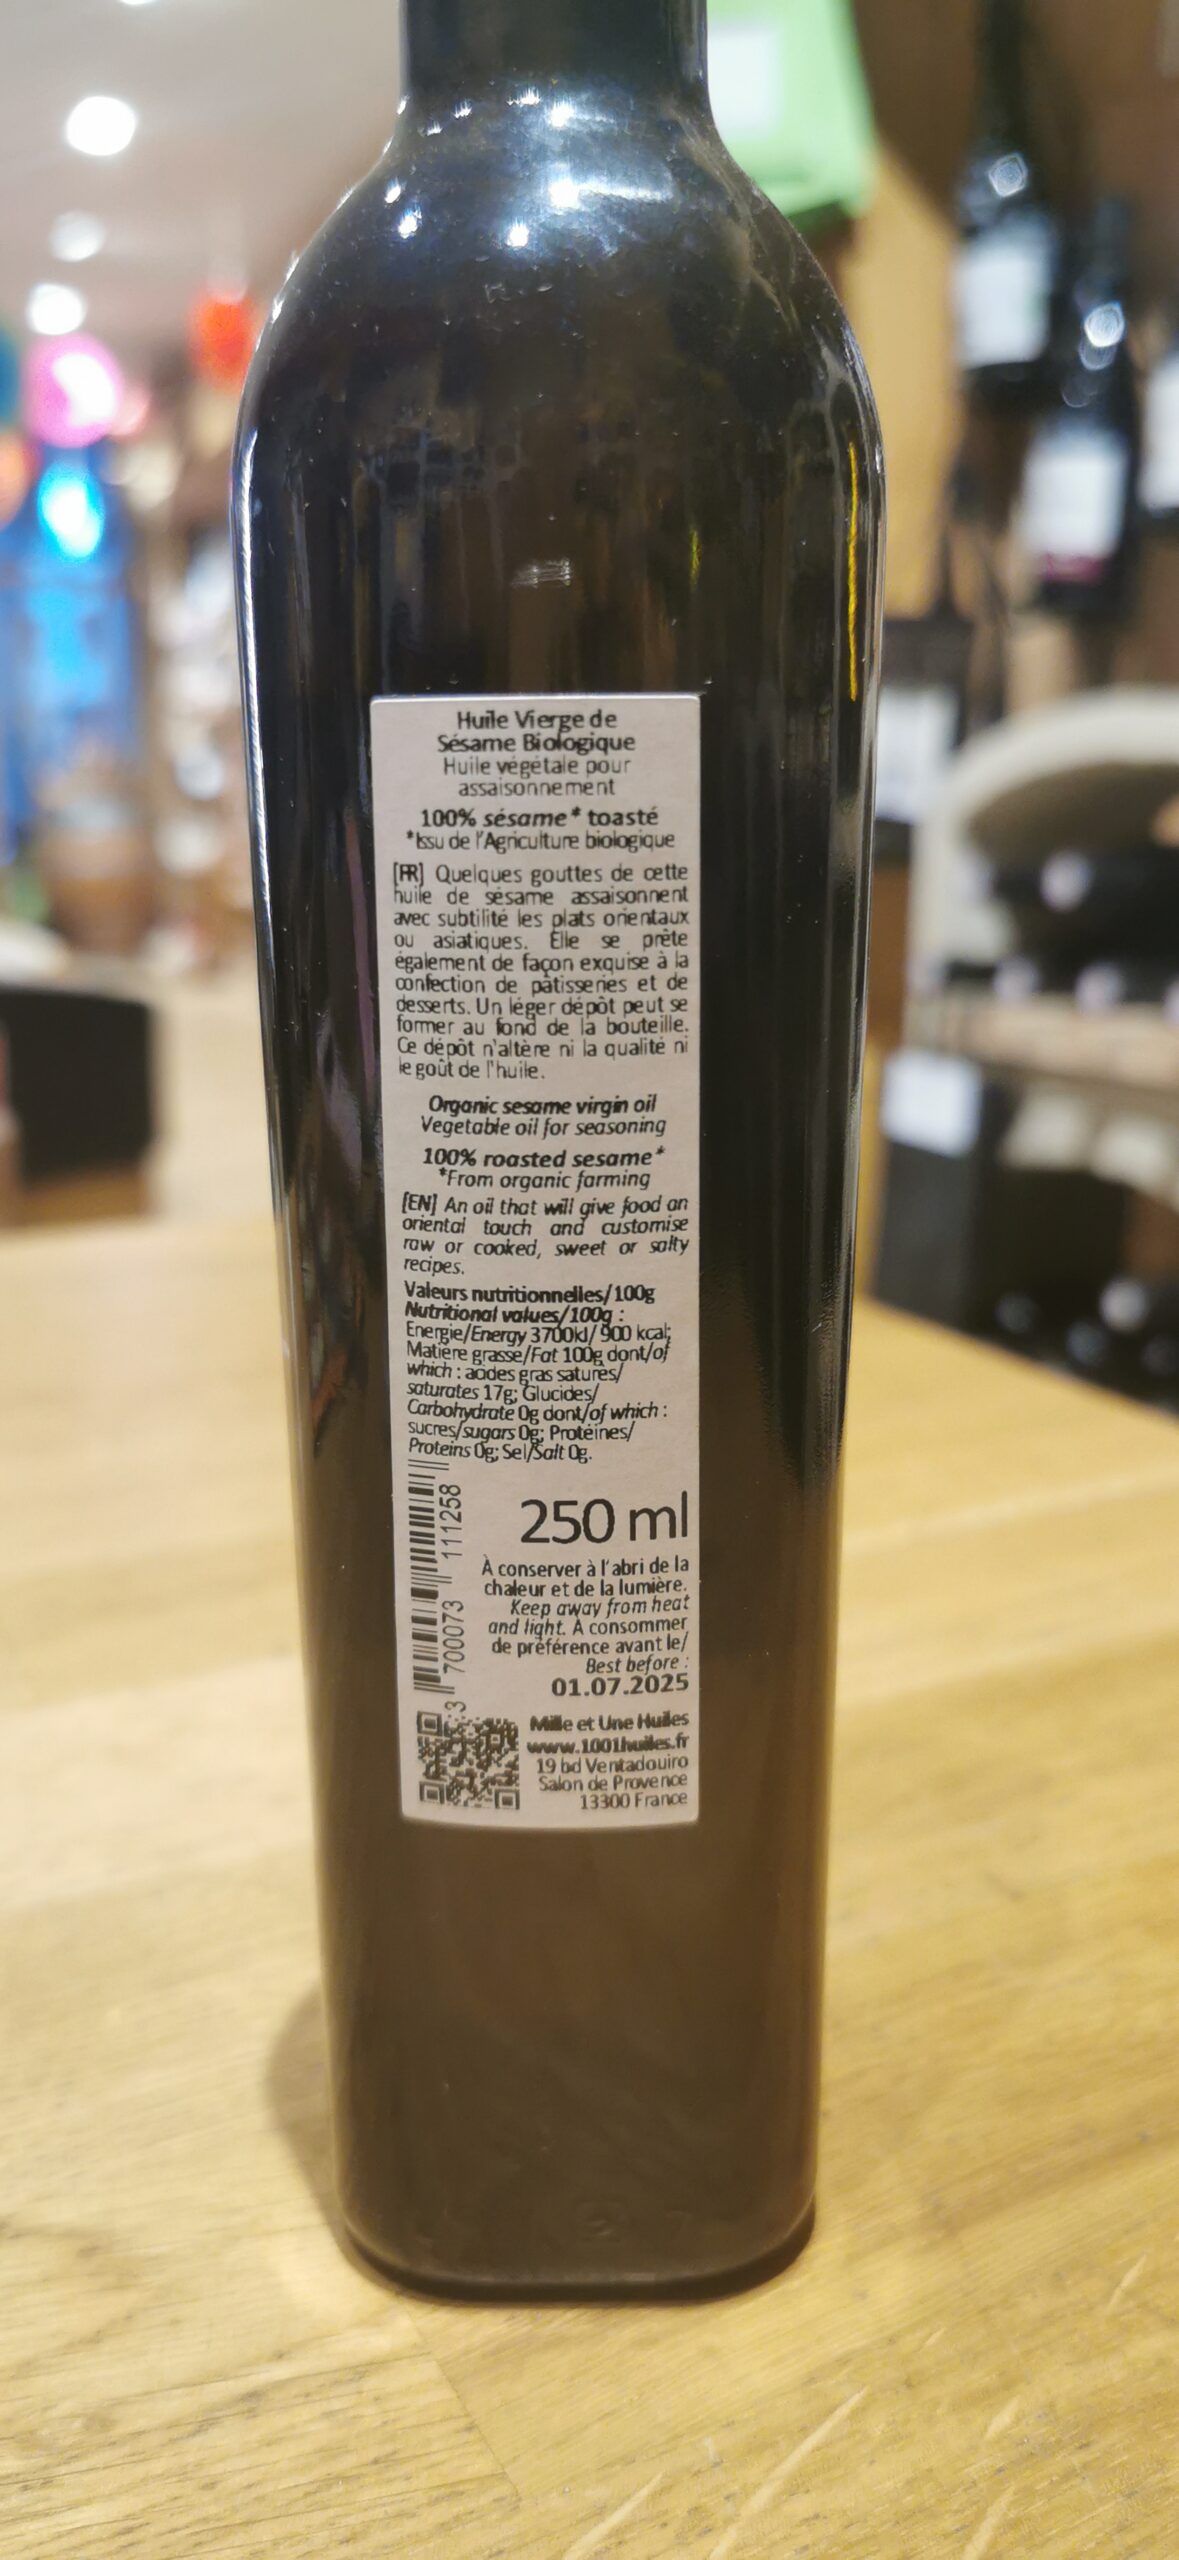 Huile Vierge de
Sésame Biologique
Huile végétale pour
assaisonnement
100% sésame* toasté
*Issu de l'Agriculture biologique
[FR] Quelques gouttes de cette
huile de sésame assaisonnent
avec subtilité les plats orientaux
ou asiatiques. Elle se prête
également de façon exquise à la
confection de pâtisseries et de
desserts. Un léger dépôt peut se
former au fond de la bouteille.
Ce dépôt n'altère ni la qualité ni
le goût de l'huile.
Organic sesame virgin oil
Vegetable oil for seasoning
100% roasted sesame*
*From organic farming
[EN] An oil that will give food an
oriental touch and customise
raw or cooked, sweet or salty
recipes.
Valeurs nutritionnelles/100g
Nutritional values/100g :
Energie/Energy 3700kJ/ 900 kcal;
Matière grasse/Fat 100g dont/of
which : acides gras saturés/
saturates 17g; Glucides/
Carbohydrate 0g dont/of which :
sucres/sugars 0g; Protéines/
Proteins 0g; Sel/Salt 0g.
3 700073 111258
250 ml
À conserver à l'abri de la
chaleur et de la lumière.
Keep away from heat
and light. À consommer
de préférence avant le/
Best before :
01.07.2025
Mille et Une Huiles
www.1001huiles.fr
19 bd Ventadouiro
Salon de Provence
13300 France